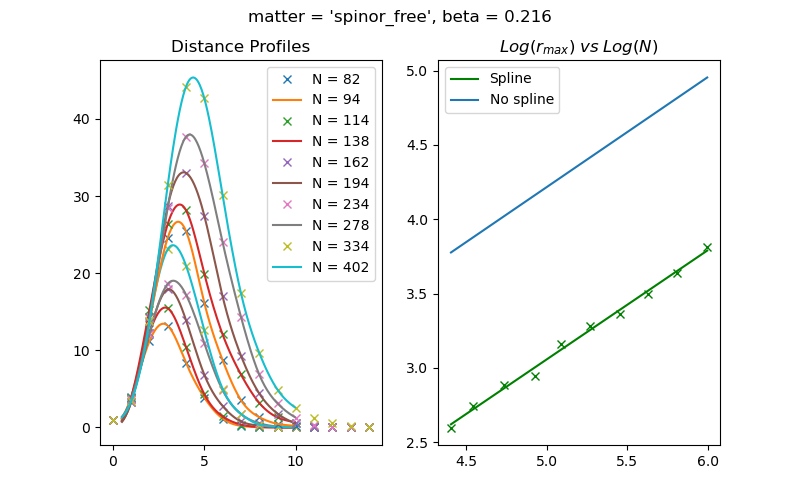 matter = 'spinor_free', beta = 0.216
Distance Profiles
N = 82
N = 94
N = 114
N = 138
N = 162
N = 194
N = 234
N = 278
N = 334
N = 402
0
10
20
30
40
0
5
10
Log(r_max) vs Log(N)
Spline
No spline
5.0
4.5
4.0
3.5
3.0
2.5
4.5
5.0
5.5
6.0